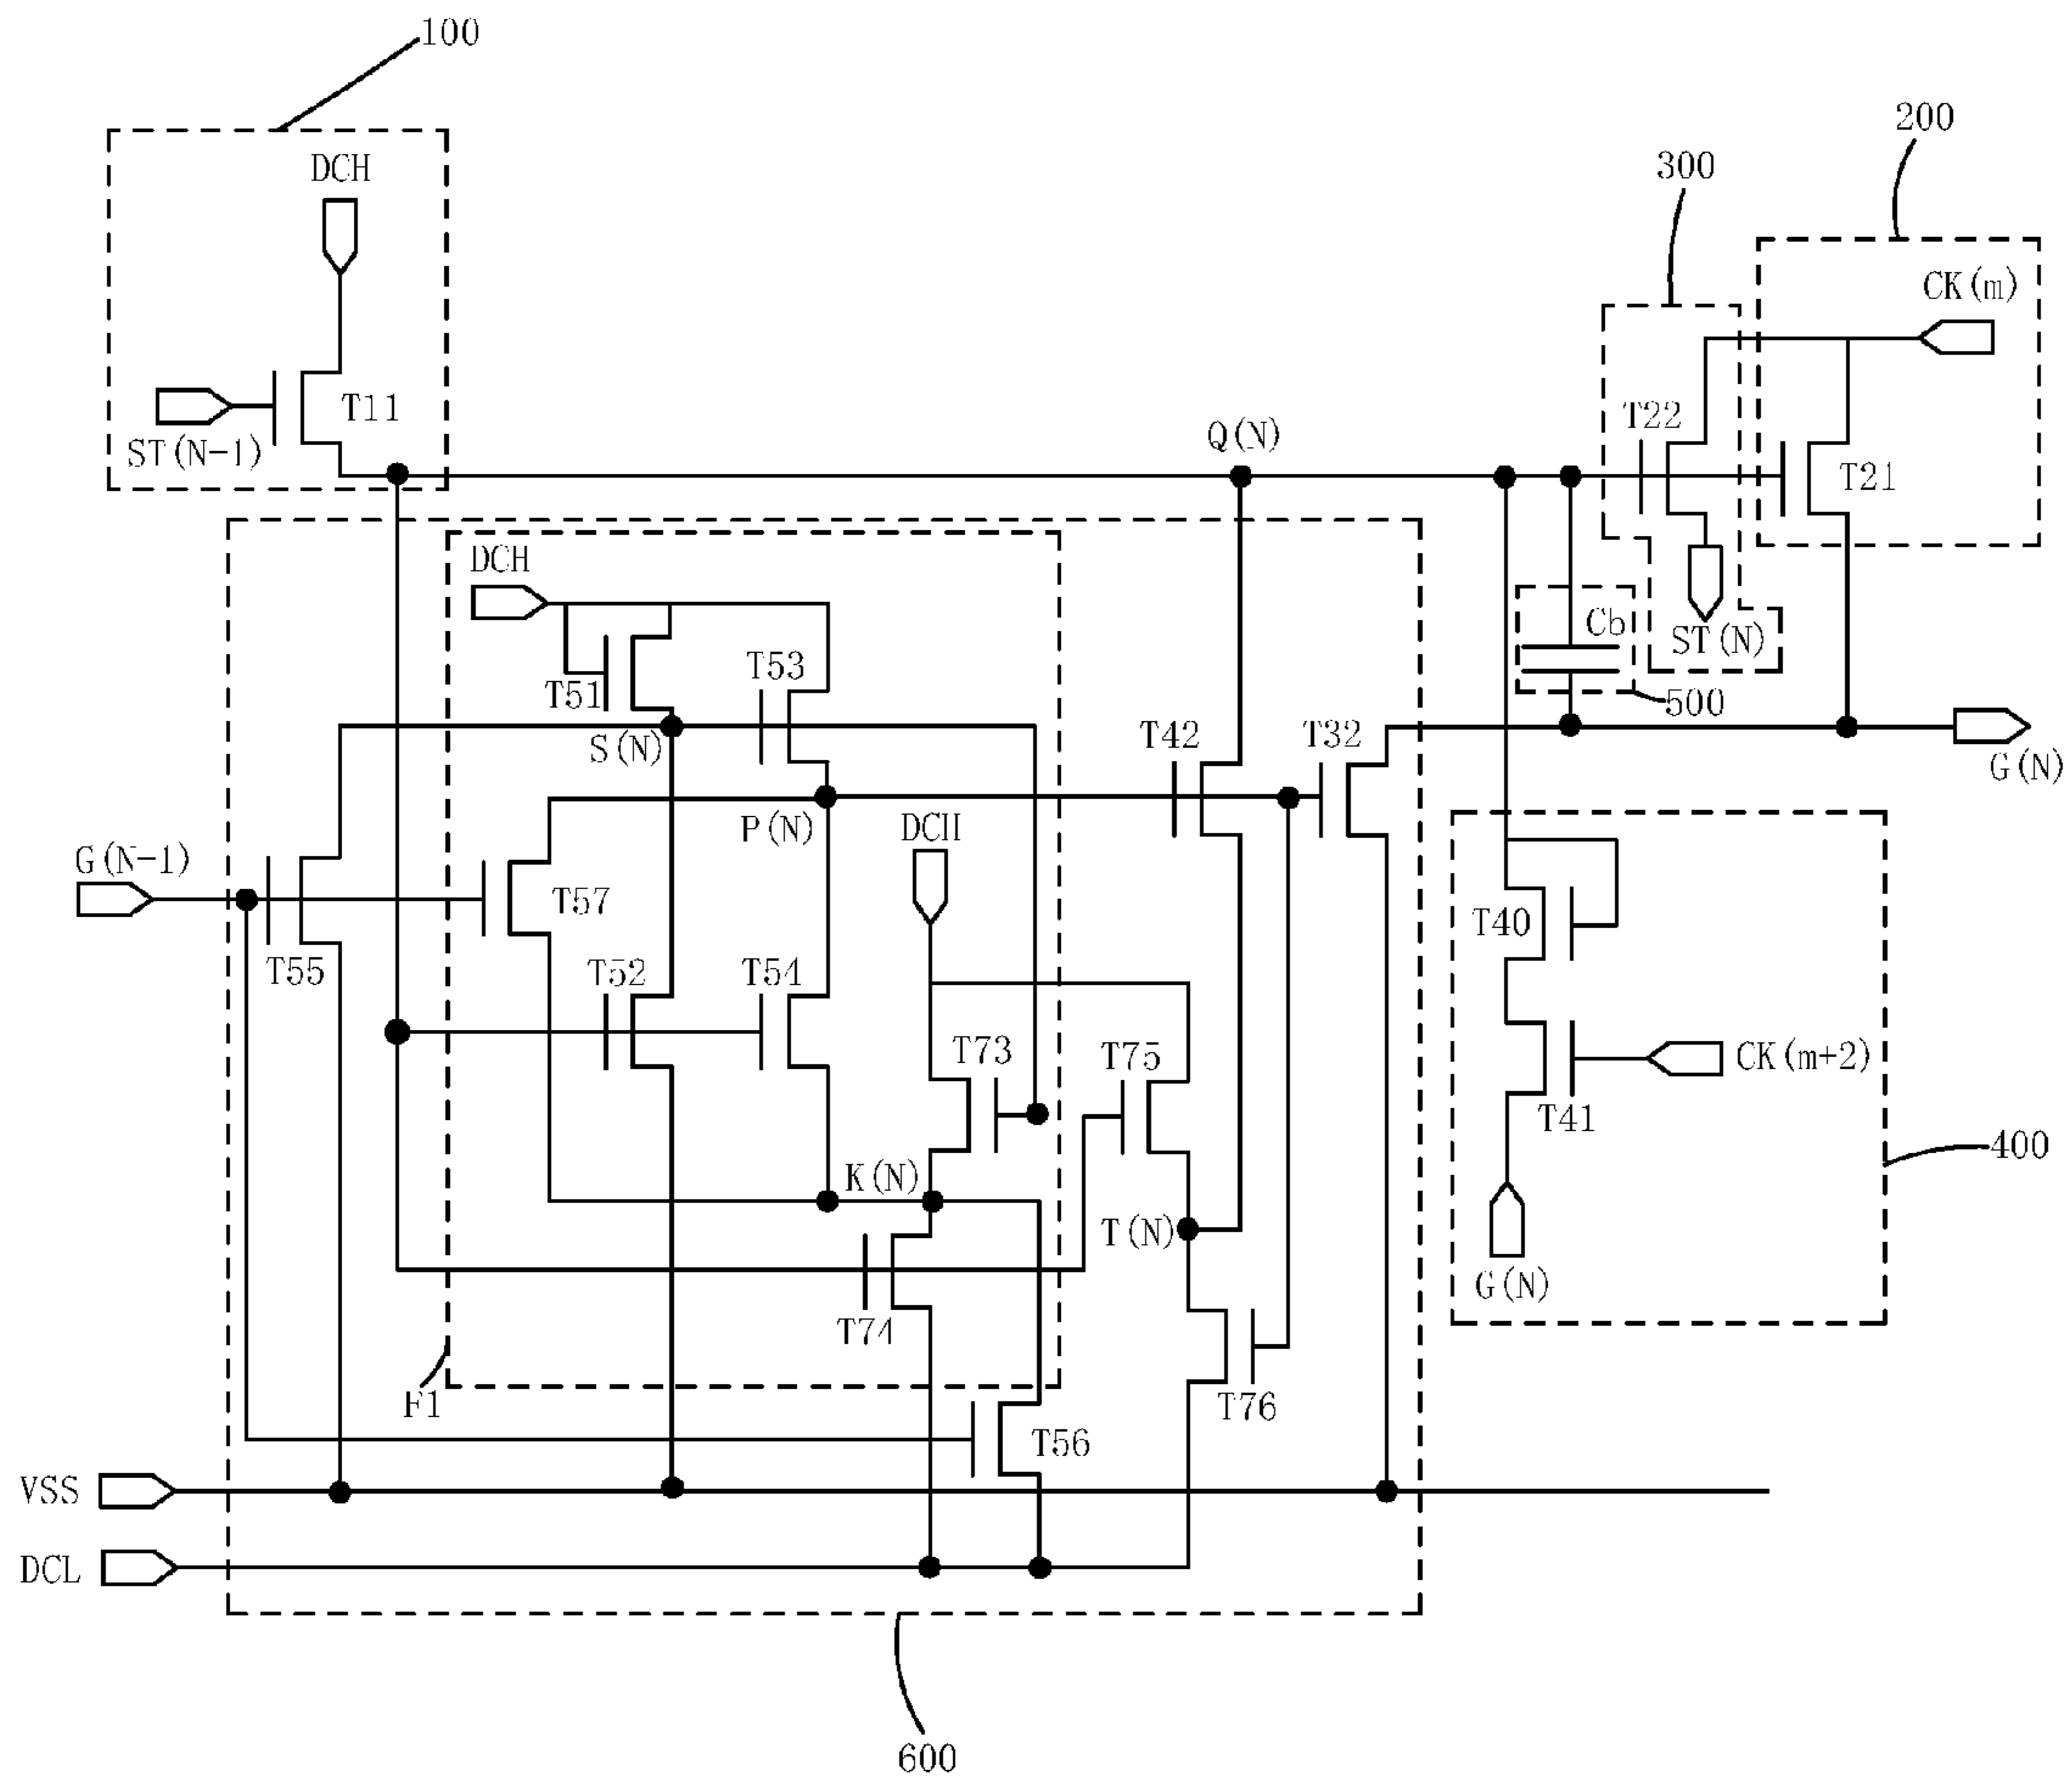 100
200
DCH
300
CK(m)
T11
T22
ST(N-1)
Q(N)
T21
DCH
Cb
T53
ST(N)
T51
500
S(N)
T42
T32
G(N)
P(N)
DCH
G(N-1)
T57
T40
T55
T52
T54
T73
T75
CK(m+2)
T41
400
K(N)
T(N)
G(N)
T74
F1
T76
T56
VSS
DCL
600